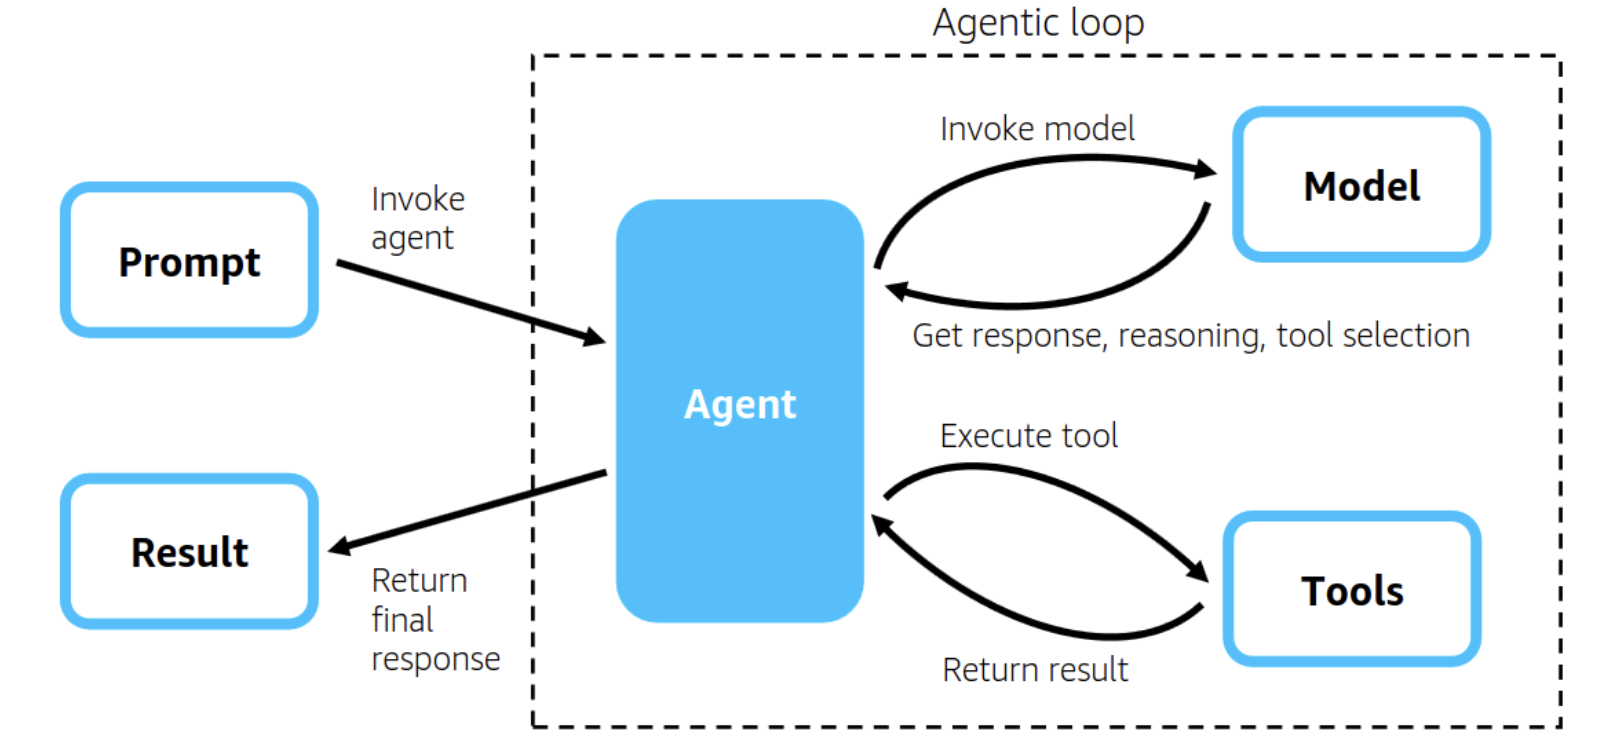 Agentic loop
Invoke model
Model
Invoke
agent
Prompt
Get response, reasoning, tool selection
Agent
Execute tool
Result
Return
final
response
Tools
Return result